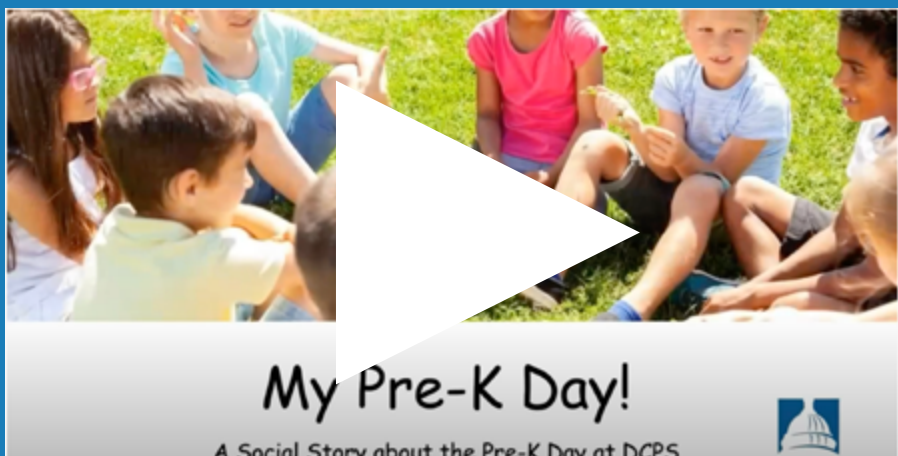 My Pre-K Day!
A Social Story about the Pre-K Day at DCPS